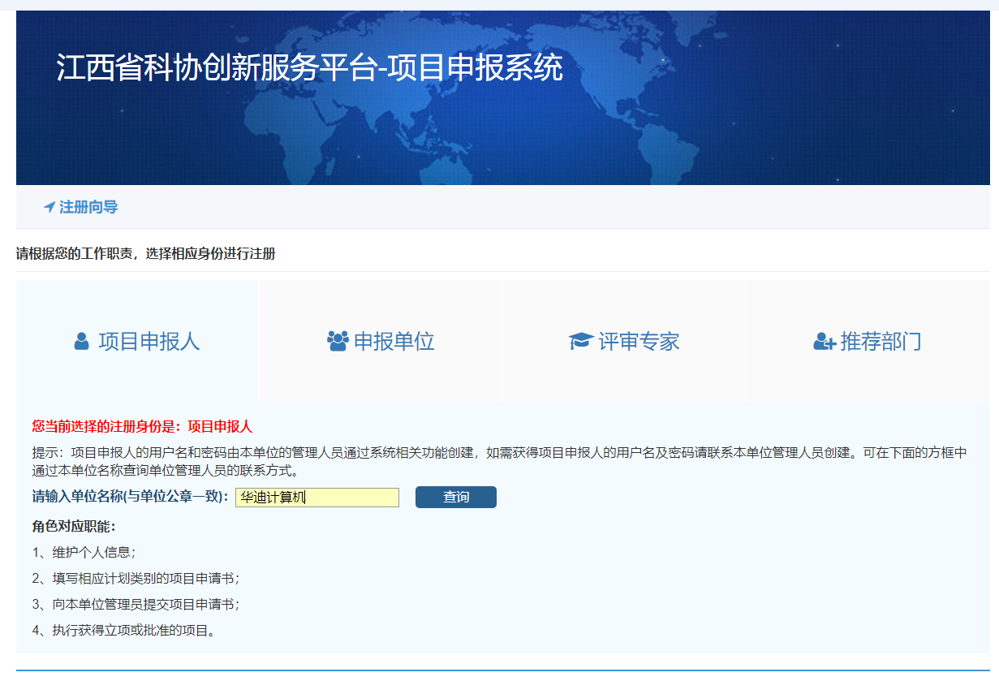 江西省科协创新服务平台-项目申报系统
注册向导
请根据您的工作职责，选择相应身份进行注册
项目申报人 申报单位 评审专家 推荐部门
您当前选择的注册身份是：项目申报人
提示：项目申报人的用户名和密码由本单位的管理人员通过系统相关功能创建，如需获得项目申报人的用户名及密码请联系本单位管理人员创建。可在下面的方框中
通过本单位名称查询单位管理人员的联系方式。
请输入单位名称(与单位公章一致)： 华迪计算机 查询
角色对应职能：
1、维护个人信息；
2、填写相应计划类别的项目申请书；
3、向本单位管理员提交项目申请书；
4、执行获得立项或批准的项目。